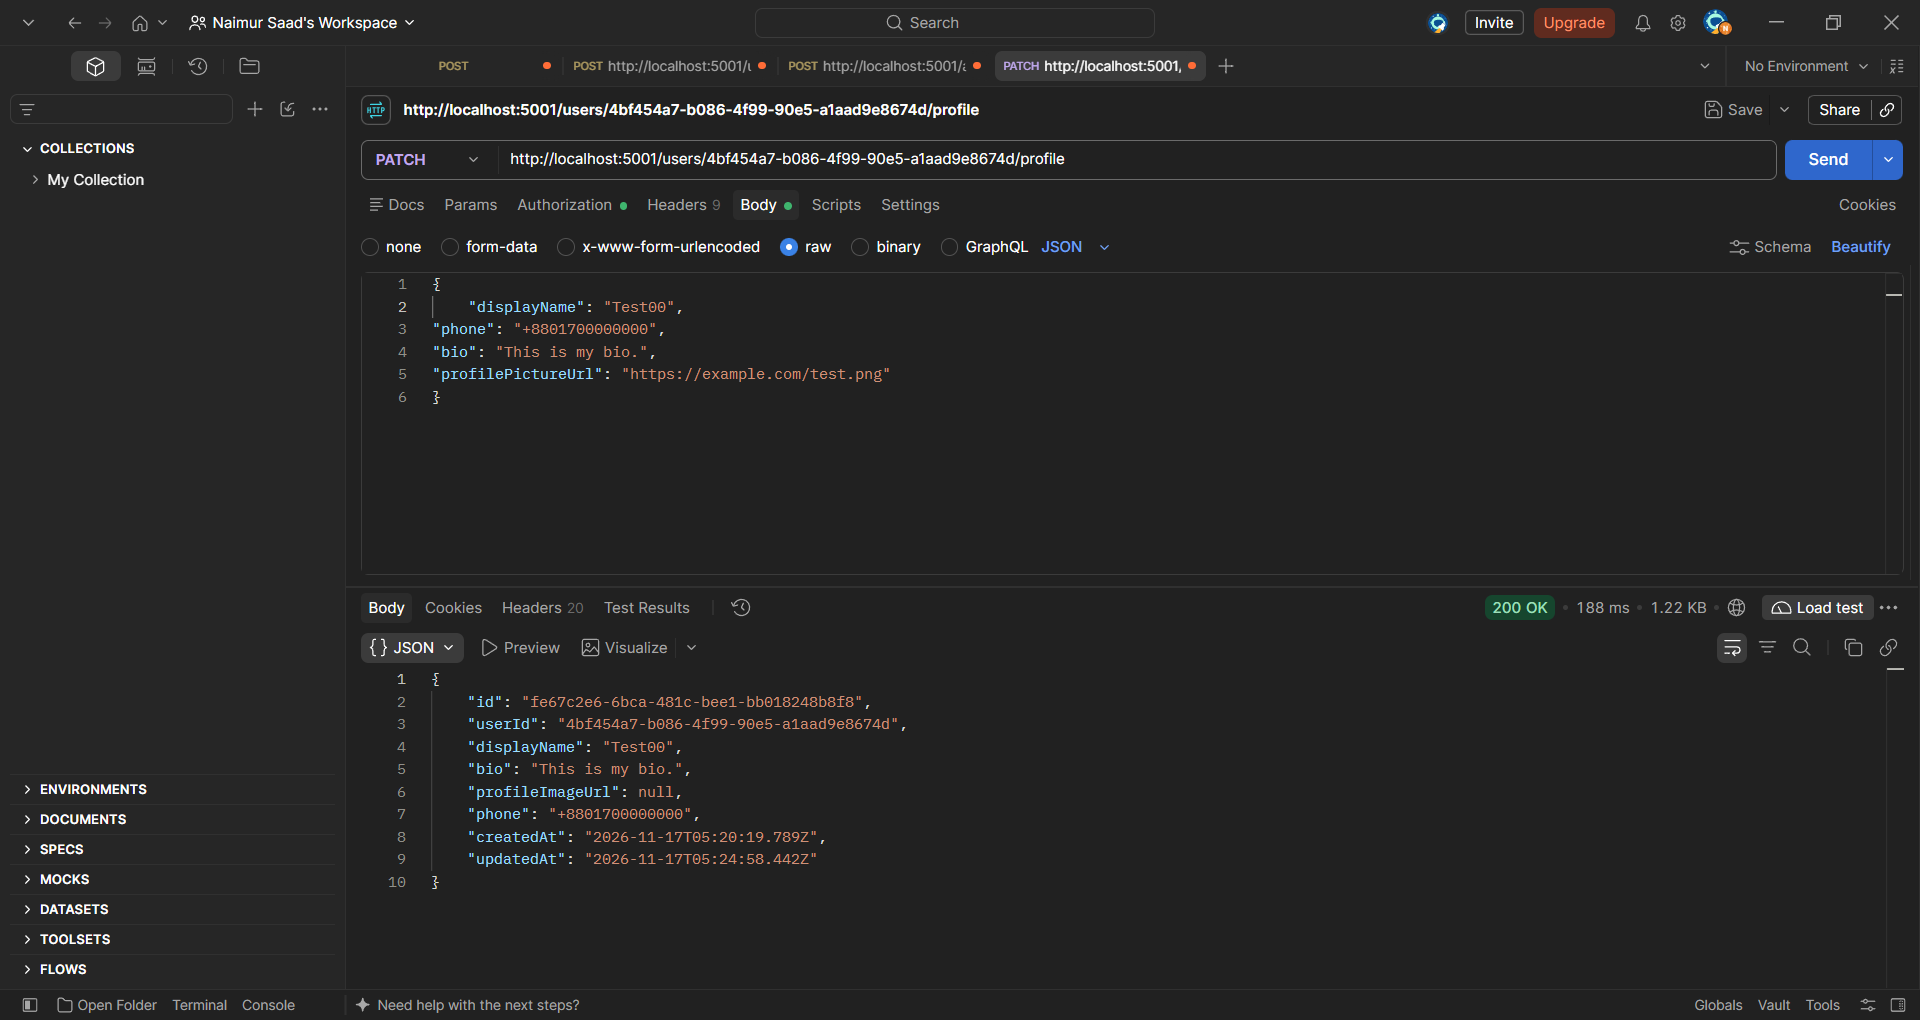 Naimur Saad's Workspace
Search
Invite
Upgrade
POST
POST http://localhost:5001/
POST http://localhost:5001/
PATCH http://localhost:5001,
No Environment
COLLECTIONS
My Collection
HTTP
http://localhost:5001/users/4bf454a7-b086-4f99-90e5-a1aad9e8674d/profile
Save
Share
PATCH
http://localhost:5001/users/4bf454a7-b086-4f99-90e5-a1aad9e8674d/profile
Send
Docs Params Authorization Headers 9 Body Scripts Settings
Cookies
none form-data x-www-form-urlencoded raw binary GraphQL JSON
Schema Beautify
1 {
2 "displayName": "Test00",
3 "phone": "+8801700000000",
4 "bio": "This is my bio.",
5 "profilePictureUrl": "https://example.com/test.png"
6 }
Body Cookies Headers 20 Test Results
200 OK • 188 ms • 1.22 KB
Load test
{} JSON Preview Visualize
1 {
2 "id": "fe67c2e6-6bca-481c-bee1-bb018248b8f8",
3 "userId": "4bf454a7-b086-4f99-90e5-a1aad9e8674d",
4 "displayName": "Test00",
5 "bio": "This is my bio.",
6 "profileImageUrl": null,
7 "phone": "+8801700000000",
8 "createdAt": "2026-11-17T05:20:19.789Z",
9 "updatedAt": "2026-11-17T05:24:58.442Z"
10 }
ENVIRONMENTS
DOCUMENTS
SPECS
MOCKS
DATASETS
TOOLSETS
FLOWS
Open Folder Terminal Console
Need help with the next steps?
Globals Vault Tools